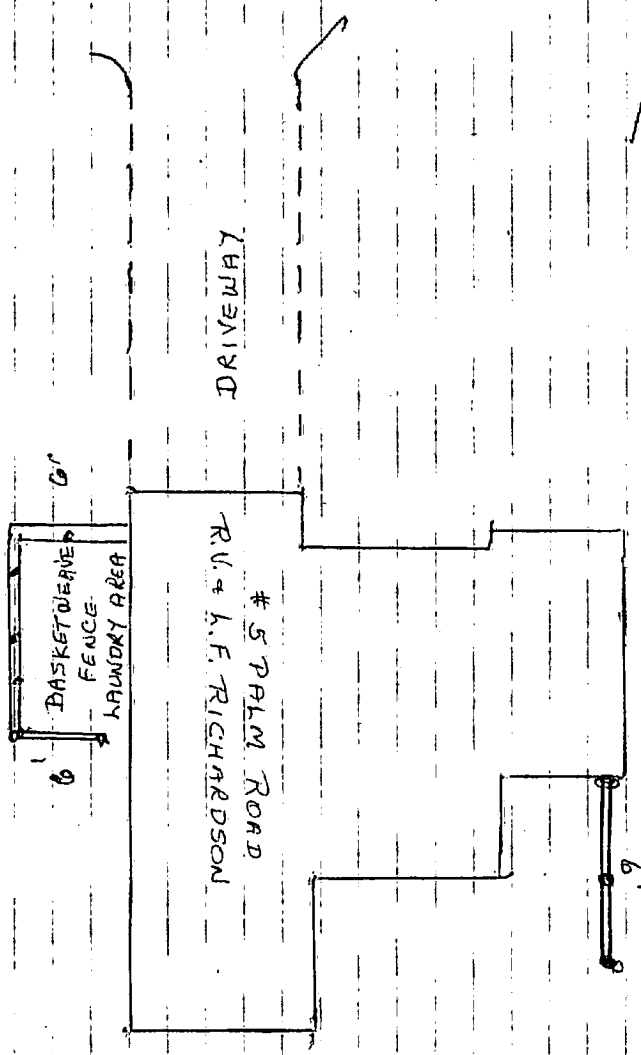 DRIVEWAY
6'
BASKETWEAVE
FENCE
LAUNDRY AREA
6'
# 5 PALM ROAD
R.V. & L.F. RICHARDSON
6'